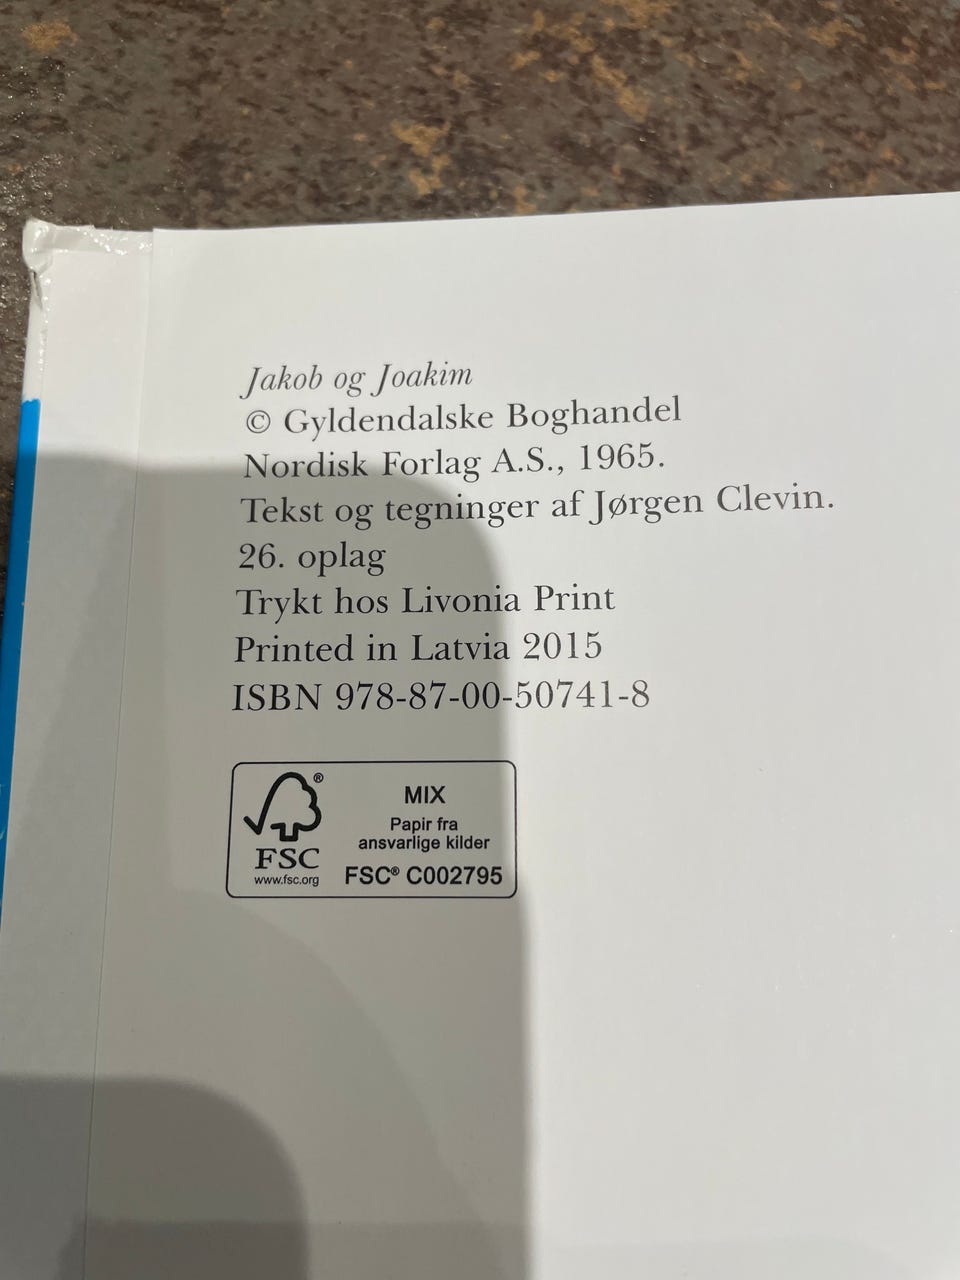 Jakob og Joakim
© Gyldendalske Boghandel
Nordisk Forlag A.S., 1965.
Tekst og tegninger af Jørgen Clevin.
26. oplag
Trykt hos Livonia Print
Printed in Latvia 2015
ISBN 978-87-00-50741-8
®
FSC
www.fsc.org
MIX
Papir fra
ansvarlige kilder
FSC® C002795